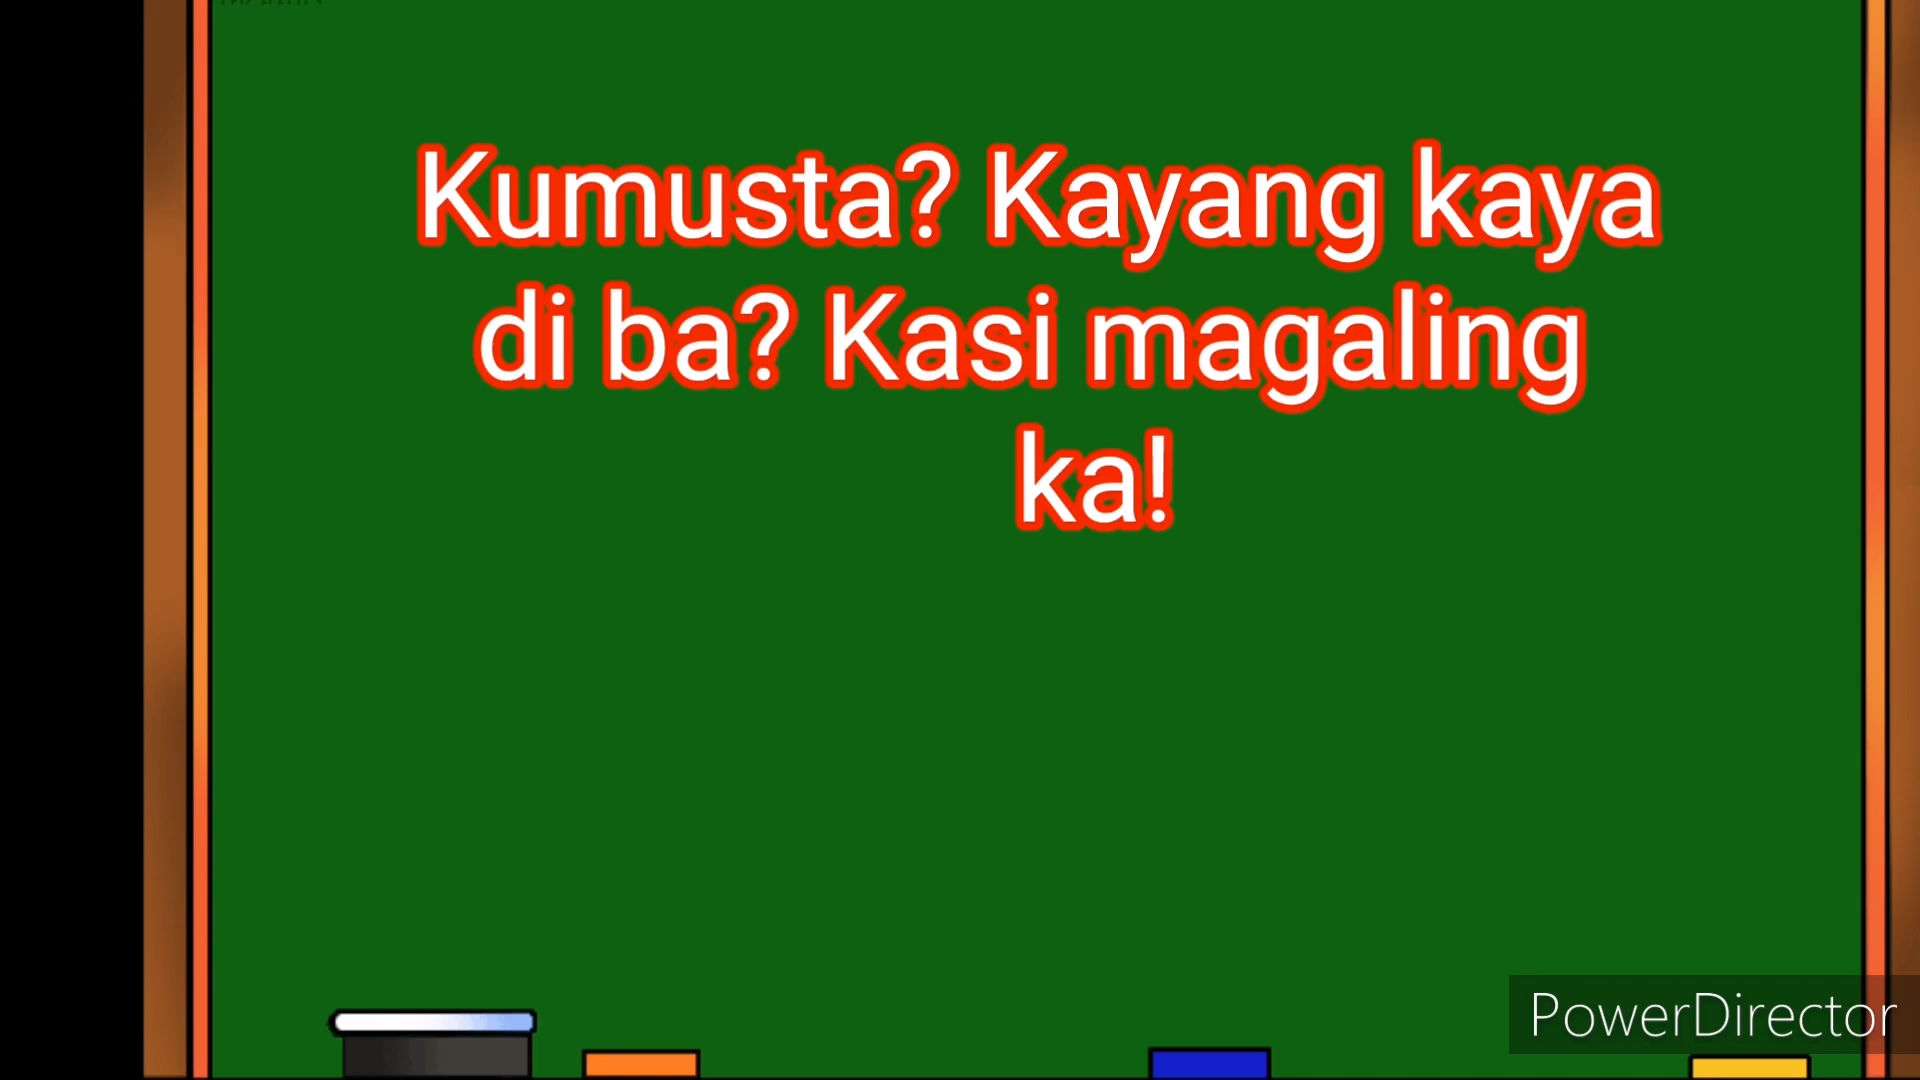 Kumusta? Kayang kaya
di ba? Kasi magaling
ka!
PowerDirector